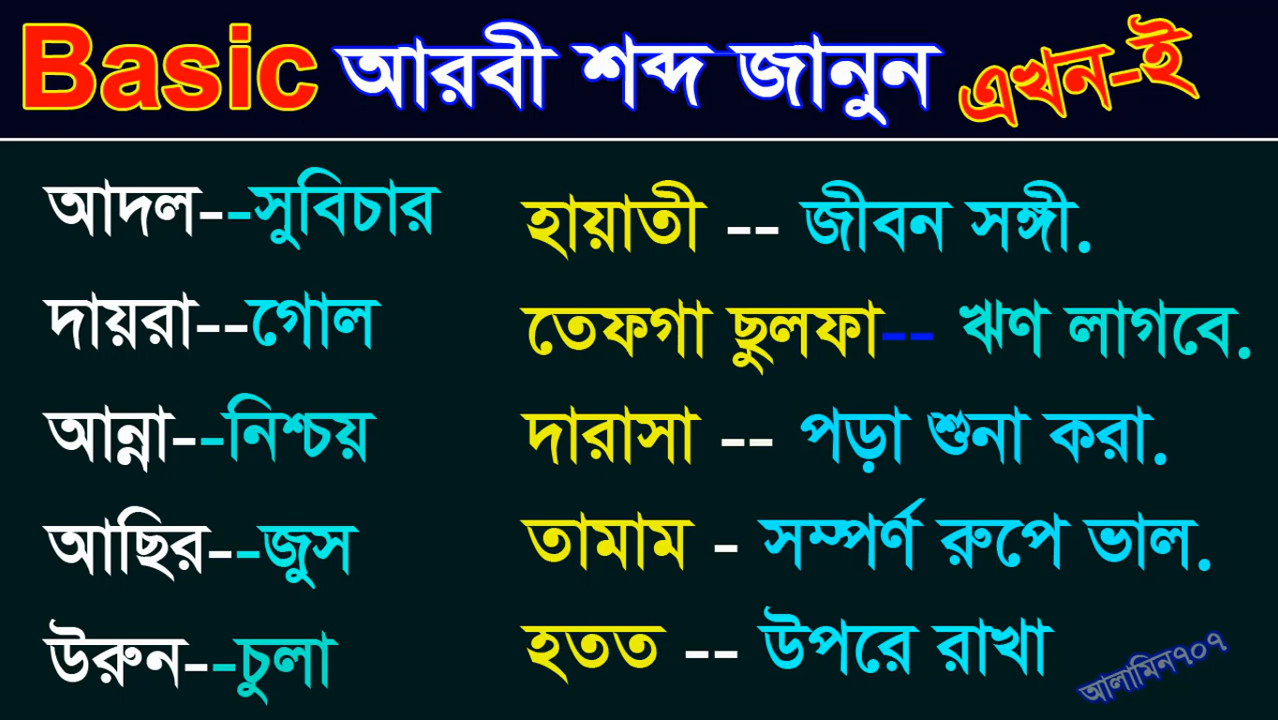 Basic আরবী শব্দ জানুন এখন-ই
আদল--সুবিচার
দায়রা--গোল
আন্না--নিশ্চয়
আছির--জুস
উরুন--চুলা
হায়াতী -- জীবন সঙ্গী.
তেফগা ছুলফা-- ঋণ লাগবে.
দারাসা -- পড়া শুনা করা.
তামাম - সম্পর্ণ রুপে ভাল.
হতত -- উপরে রাখা
আলামিন৭০৭